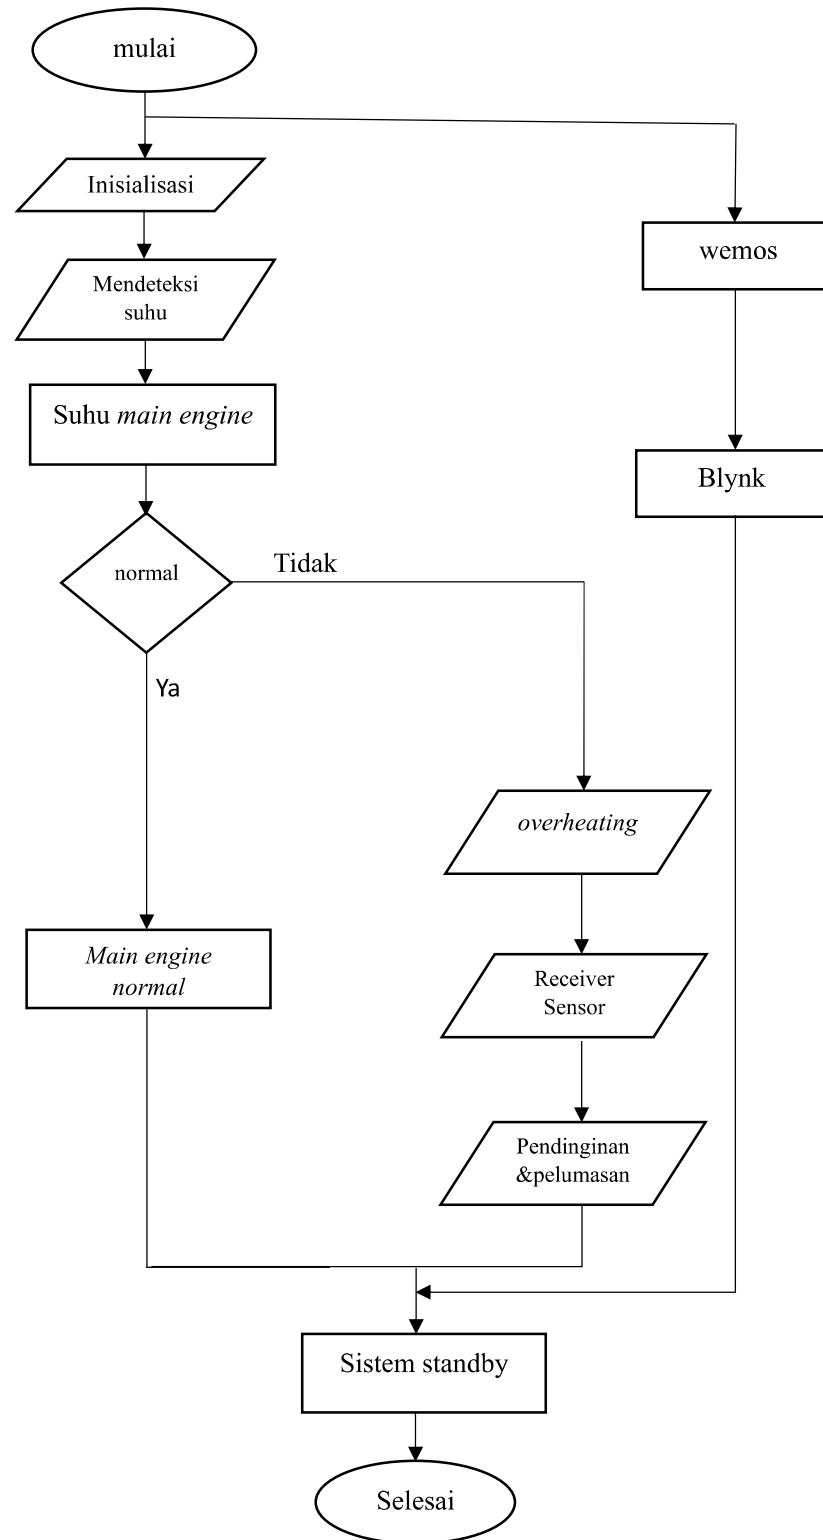 mulai
Inisialisasi
wemos
Mendeteksi
suhu
Suhu main engine
Blynk
normal
Tidak
Ya
overheating
Main engine
normal
Receiver
Sensor
Pendinginan
&pelumasan
Sistem standby
Selesai